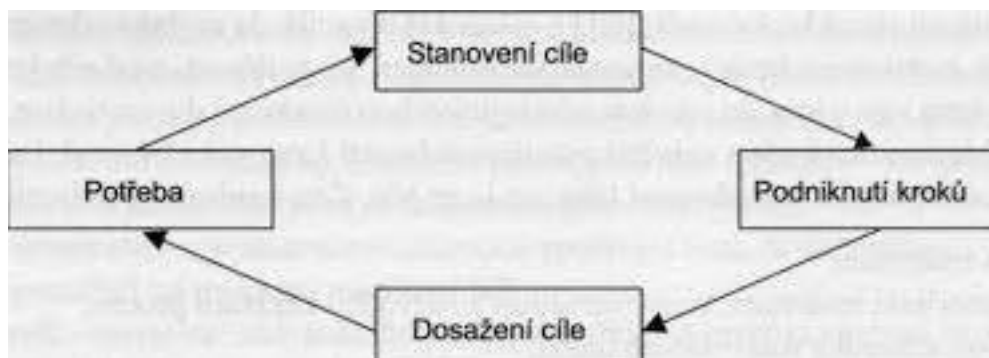 Stanovení cíle
Potřeba
Podniknutí kroků
Dosažení cíle